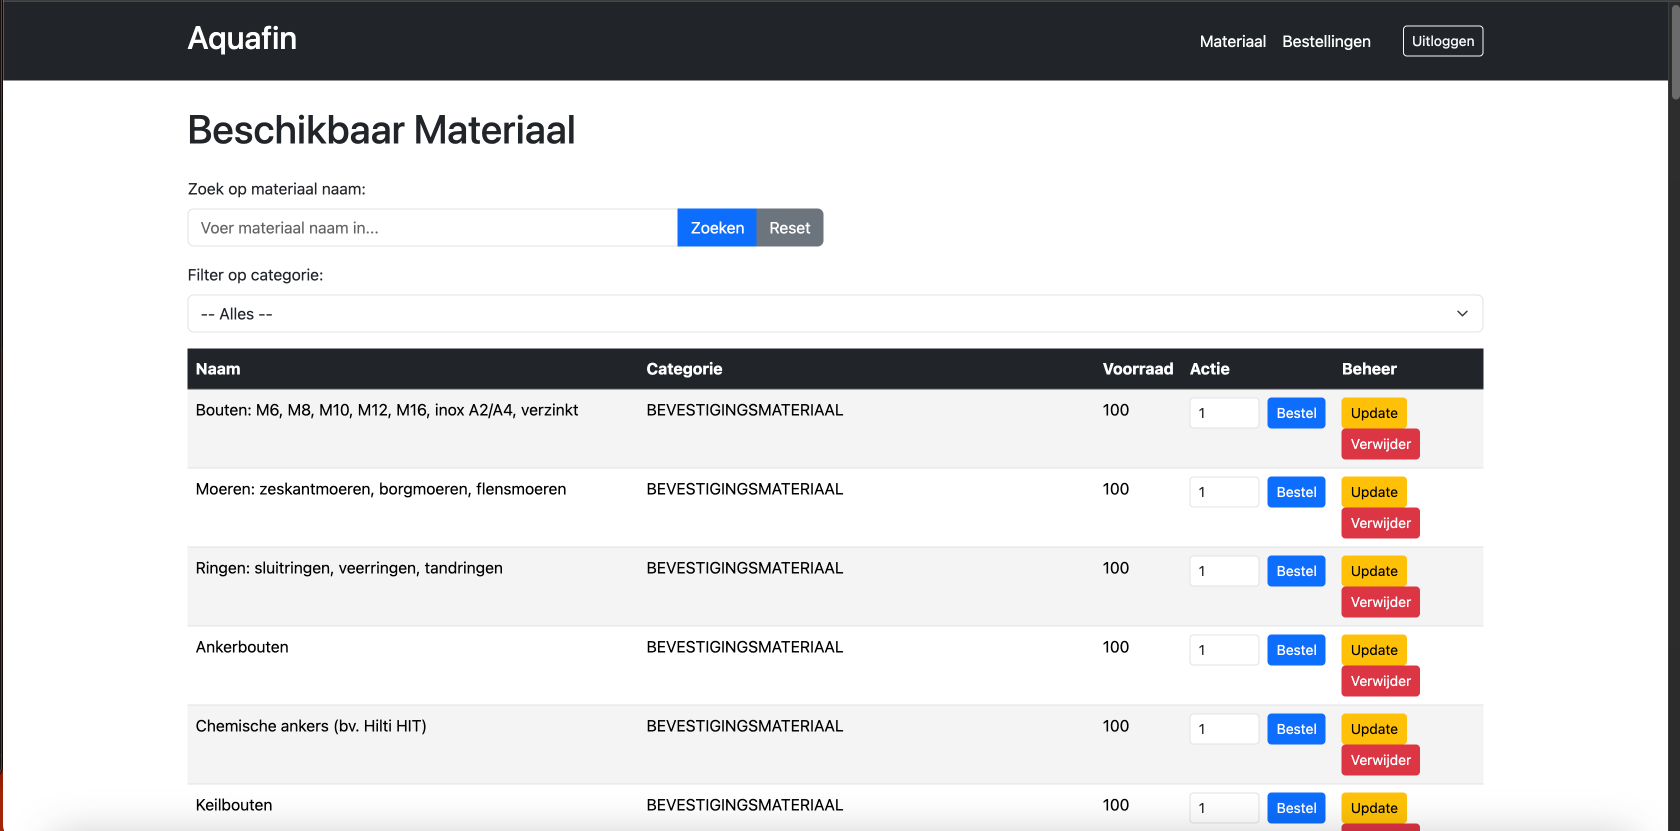 Aquafin
Materiaal Bestellingen Uitloggen
Beschikbaar Materiaal
Zoek op materiaal naam:
Voer materiaal naam in... Zoeken Reset
Filter op categorie:
-- Alles --
Naam Categorie Voorraad Actie Beheer
Bouten: M6, M8, M10, M12, M16, inox A2/A4, verzinkt BEVESTIGINGSMATERIAAL 100 1 Bestel Update
Verwijder
Moeren: zeskantmoeren, borgmoeren, flensmoeren BEVESTIGINGSMATERIAAL 100 1 Bestel Update
Verwijder
Ringen: sluitringen, veerringen, tandringen BEVESTIGINGSMATERIAAL 100 1 Bestel Update
Verwijder
Ankerbouten BEVESTIGINGSMATERIAAL 100 1 Bestel Update
Verwijder
Chemische ankers (bv. Hilti HIT) BEVESTIGINGSMATERIAAL 100 1 Bestel Update
Verwijder
Keilbouten BEVESTIGINGSMATERIAAL 100 1 Bestel Update